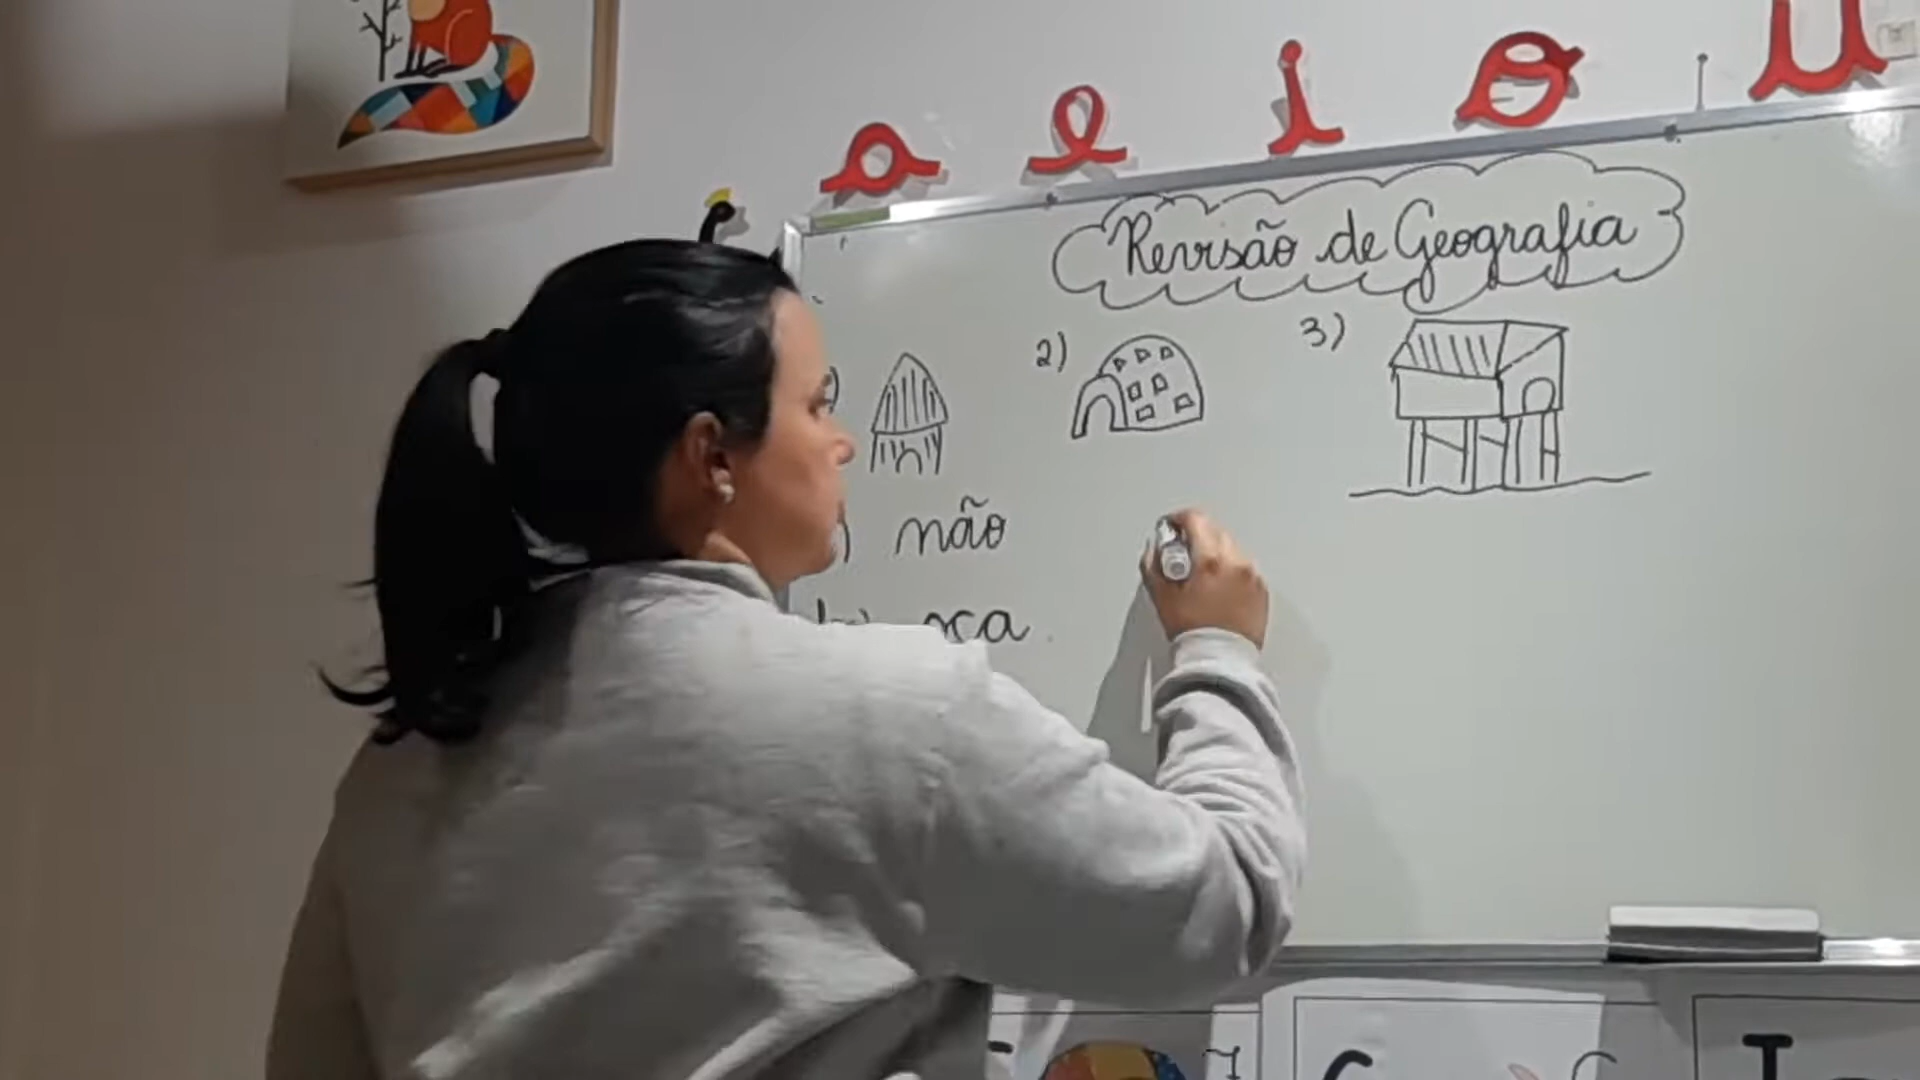 a e i o u
Revisão de Geografia
2) 3)
) não
b) oca